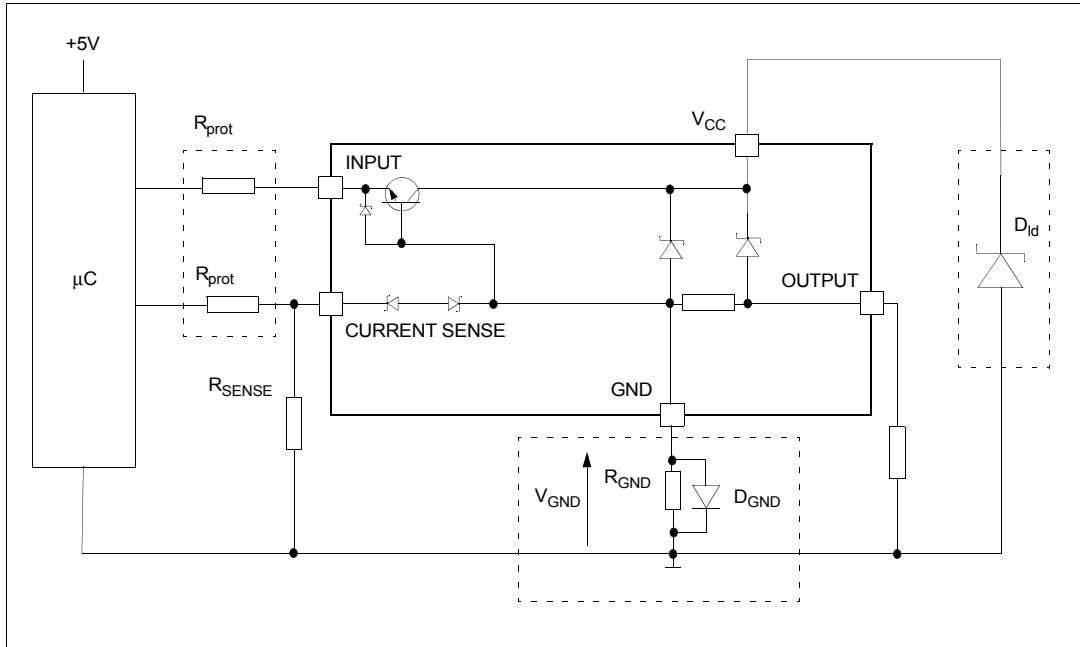 +5V
R_prot
V_CC
INPUT
D_ld
μC
R_prot
OUTPUT
CURRENT SENSE
GND
R_SENSE
V_GND
R_GND
D_GND